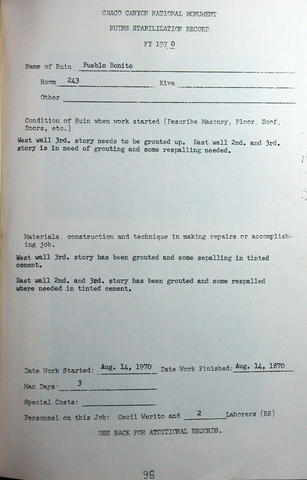 CHACO CANYON NATIONAL MONUMENT
RUINS STABILIZATION RECORD
FY 1970
Name of Ruin Pueblo Bonito
Room 243 Kiva
Other
Condition of Ruin when work started (Describe Masonry, Floor, Roof,
Doors, etc.)
West wall 3rd. story needs to be grouted up. East wall 2nd. and 3rd.
story is in need of grouting and some respalling needed.
Materials, construction and technique in making repairs or accomplish-
ing job.
West wall 3rd. story has been grouted and some sepalling in tinted
cement.
East wall 2nd. and 3rd. story has been grouted and some respalled
where needed in tinted cement.
Date Work Started: Aug. 14, 1970 Date Work Finished: Aug. 14, 1870
Man Days: 3
Special Costs:
Personnel on this Job: Cecil Werito and 2 Laborers (RS)
USE BACK FOR ADDITIONAL RECORDS.
96